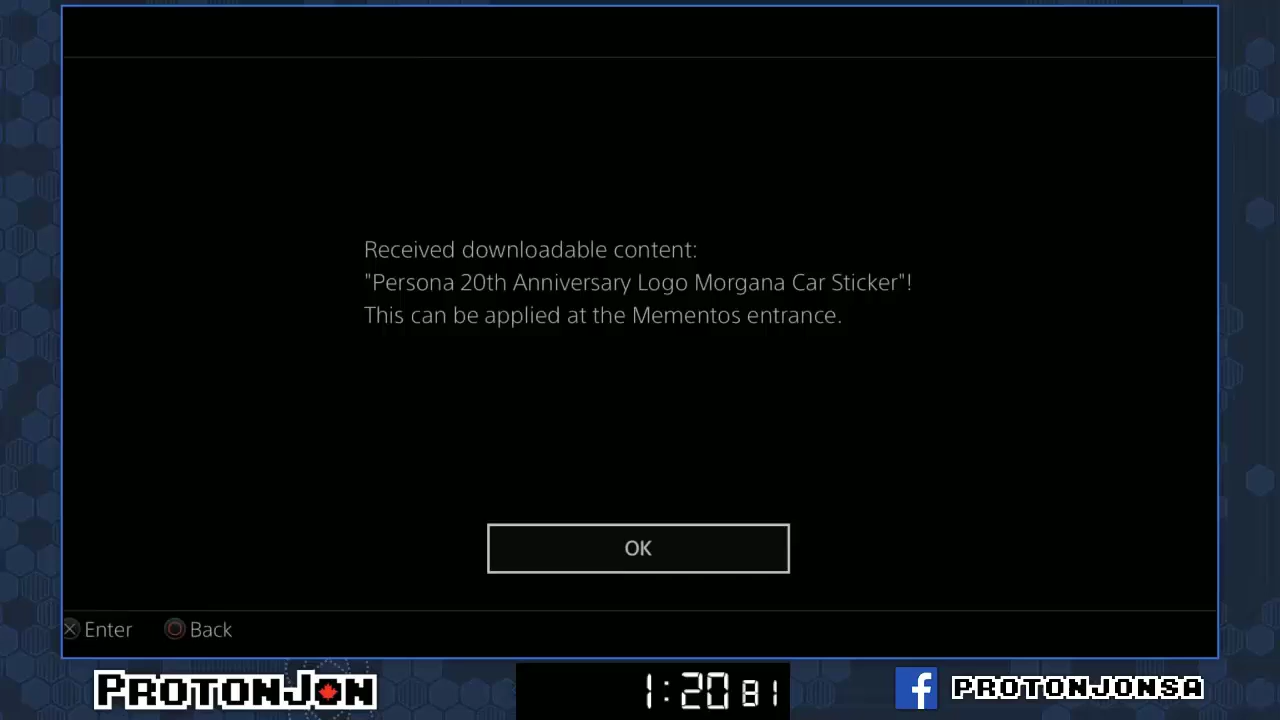 Received downloadable content:
"Persona 20th Anniversary Logo Morgana Car Sticker"!
This can be applied at the Mementos entrance.
OK
Enter Back
PROTONJON 1:20 81 f PROTONJONSA